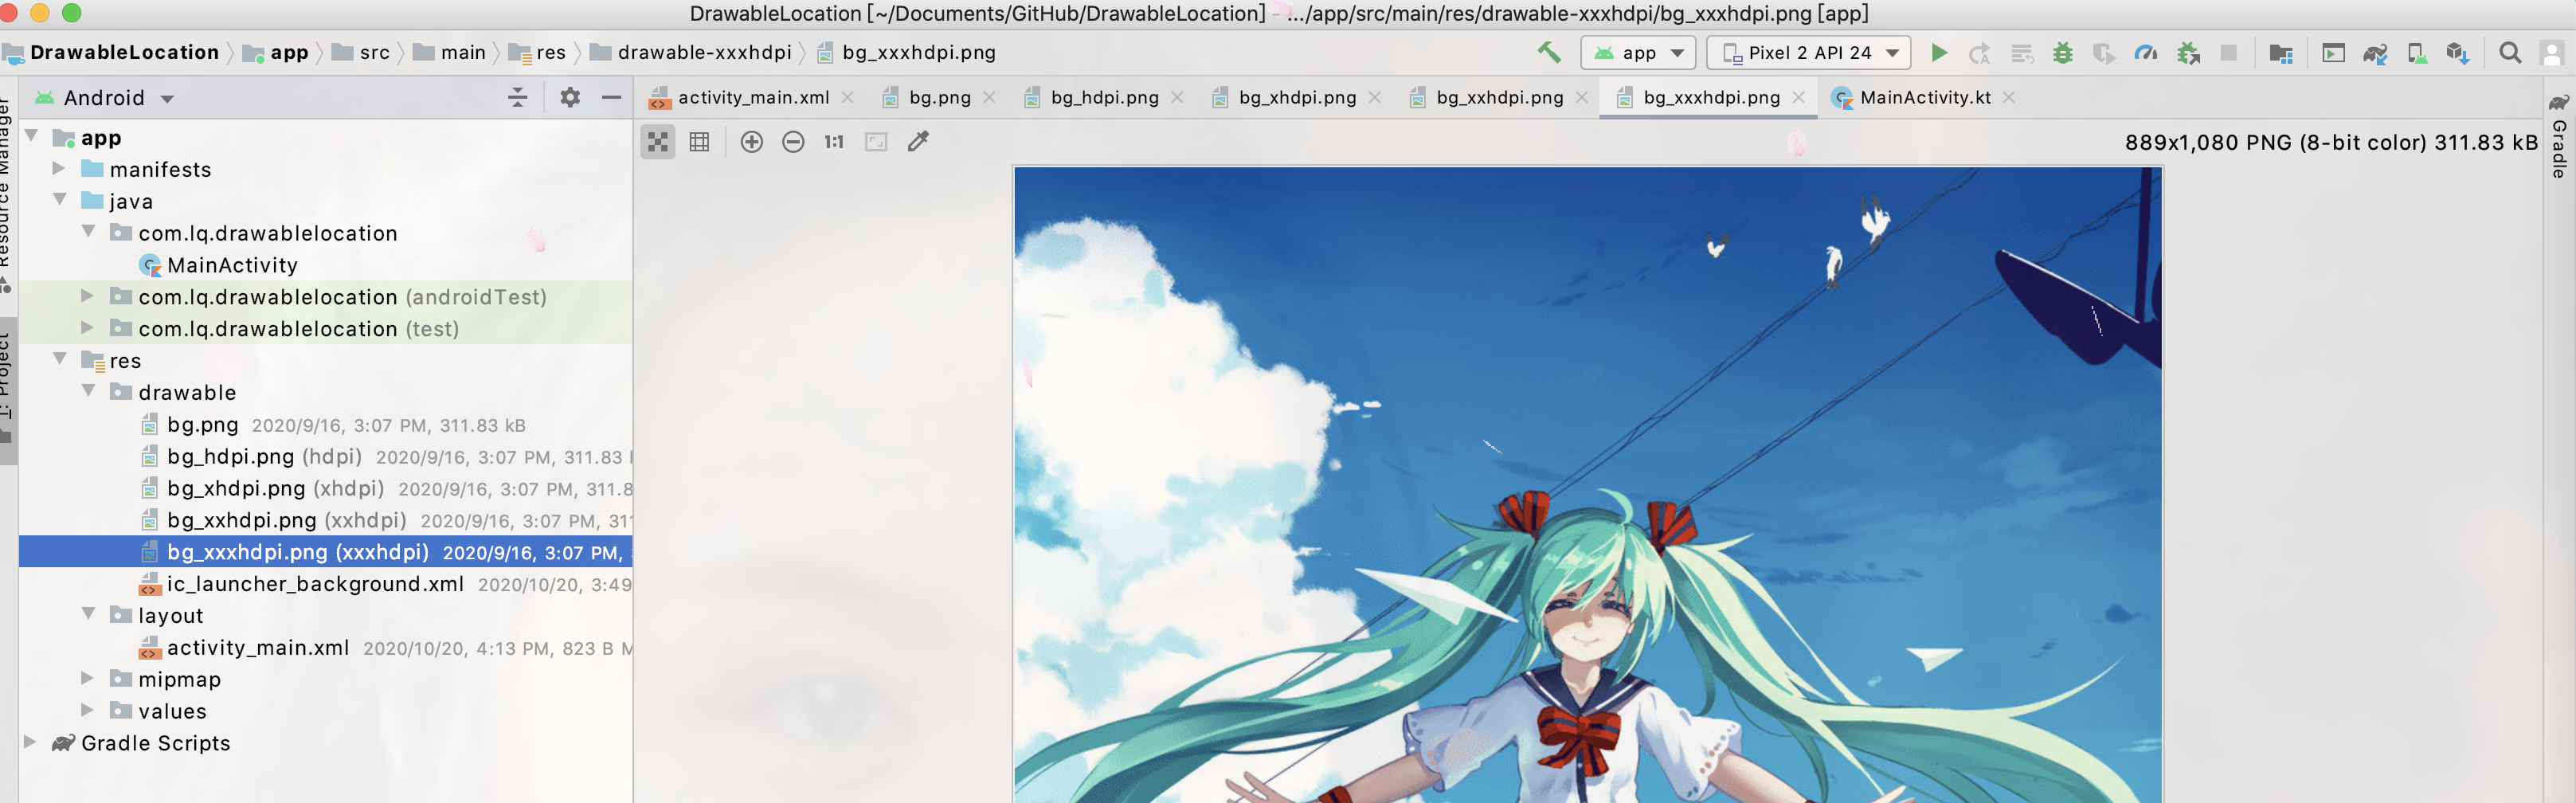 DrawableLocation [~/Documents/GitHub/DrawableLocation] - .../app/src/main/res/drawable-xxxhdpi/bg_xxxhdpi.png [app]
DrawableLocation app src main res drawable-xxxhdpi bg_xxxhdpi.png app Pixel 2 API 24
Android activity_main.xml bg.png bg_hdpi.png bg_xhdpi.png bg_xxhdpi.png bg_xxxhdpi.png MainActivity.kt
1:1 889x1,080 PNG (8-bit color) 311.83 kB
Resource Manager
Project
Gradle
app
manifests
java
com.lq.drawablelocation
MainActivity
com.lq.drawablelocation (androidTest)
com.lq.drawablelocation (test)
res
drawable
bg.png 2020/9/16, 3:07 PM, 311.83 kB
bg_hdpi.png (hdpi) 2020/9/16, 3:07 PM, 311.83
bg_xhdpi.png (xhdpi) 2020/9/16, 3:07 PM, 311.8
bg_xxhdpi.png (xxhdpi) 2020/9/16, 3:07 PM, 31
bg_xxxhdpi.png (xxxhdpi) 2020/9/16, 3:07 PM,
ic_launcher_background.xml 2020/10/20, 3:49
layout
activity_main.xml 2020/10/20, 4:13 PM, 823 B
mipmap
values
Gradle Scripts